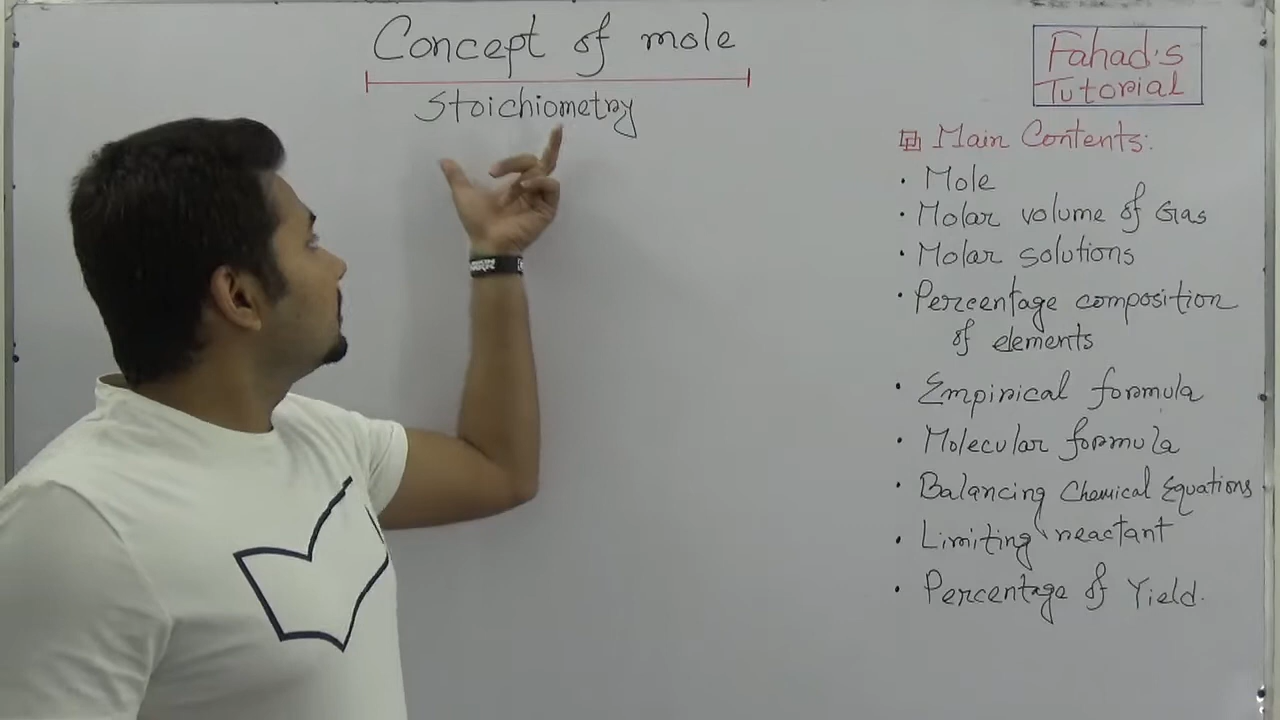 Concept of mole
Stoichiometry
Fahad's
Tutorial
Main Contents:
• Mole
• Molar volume of Gas
• Molar solutions
• Percentage composition
of elements
• Empirical formula
• Molecular formula
• Balancing Chemical Equations
• Limiting reactant
• Percentage of Yield.